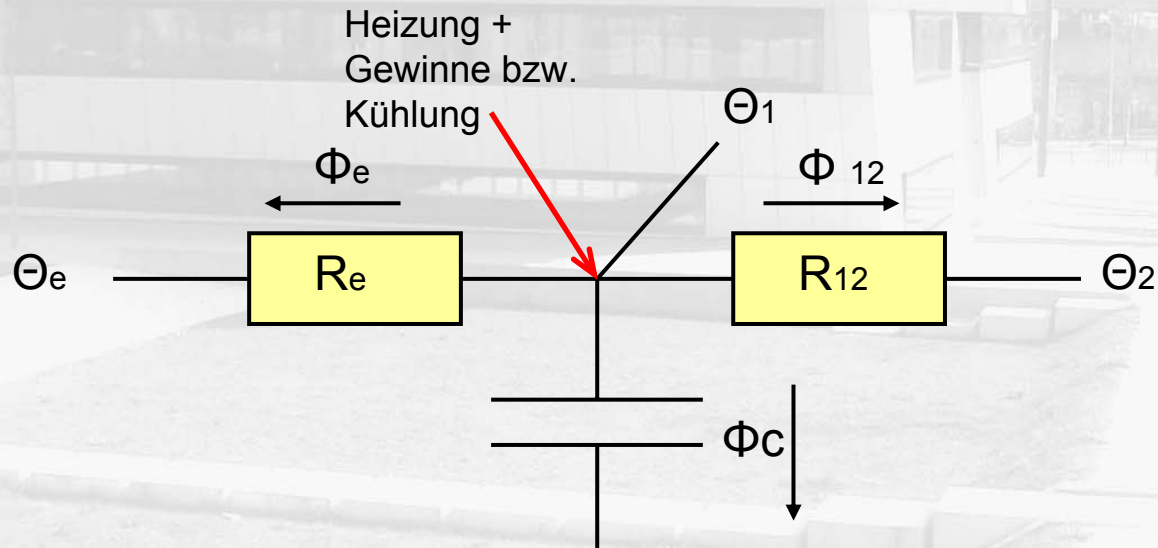 Heizung +
Gewinne bzw.
Kühlung
Θ1
Φe
Φ 12
Θe
Re
R12
Θ2
Φc